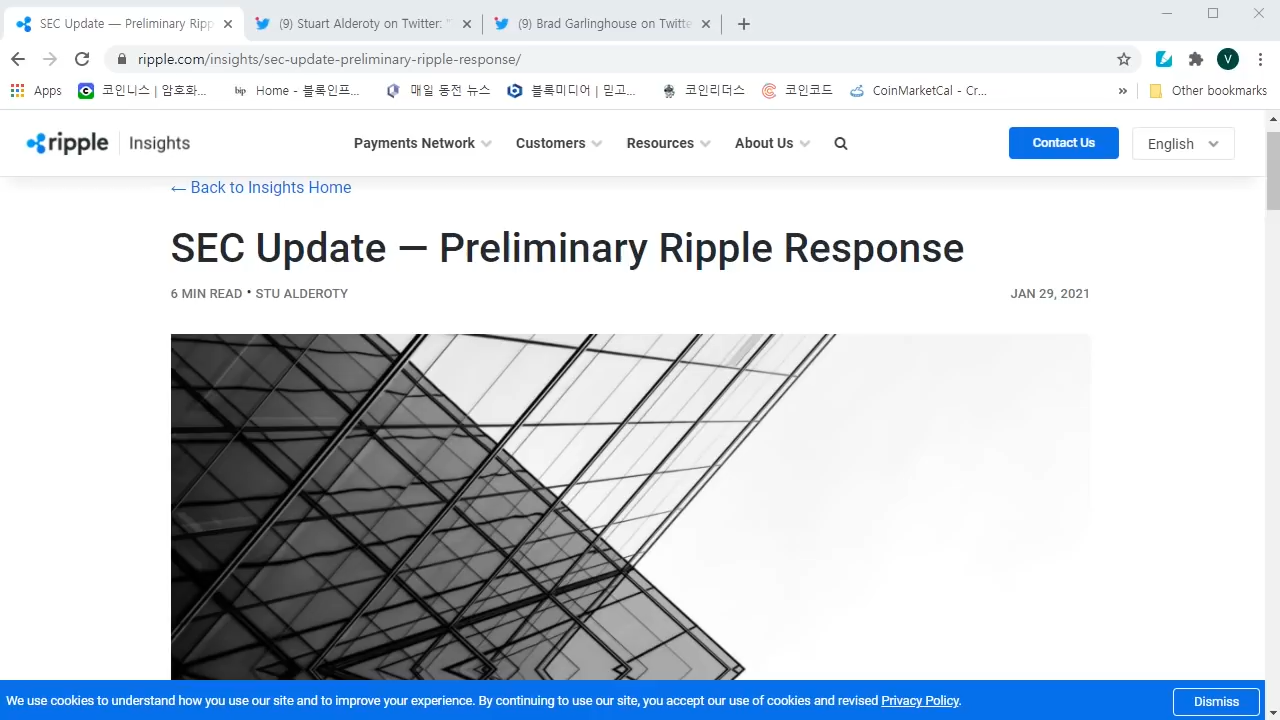 SEC Update — Preliminary Ripp
(9) Stuart Alderoty on Twitter: "
(9) Brad Garlinghouse on Twitte
ripple.com/insights/sec-update-preliminary-ripple-response/
V
Apps
코인니스 | 암호화...
bip Home - 블록인프...
매일 동전 뉴스
블록미디어 | 믿고...
코인리더스
코인코드
CoinMarketCal - Cr...
»
Other bookmarks
ripple | Insights
Payments Network
Customers
Resources
About Us
Contact Us
English
← Back to Insights Home
SEC Update — Preliminary Ripple Response
6 MIN READ • STU ALDEROTY
JAN 29, 2021
We use cookies to understand how you use our site and to improve your experience. By continuing to use our site, you accept our use of cookies and revised Privacy Policy.
Dismiss